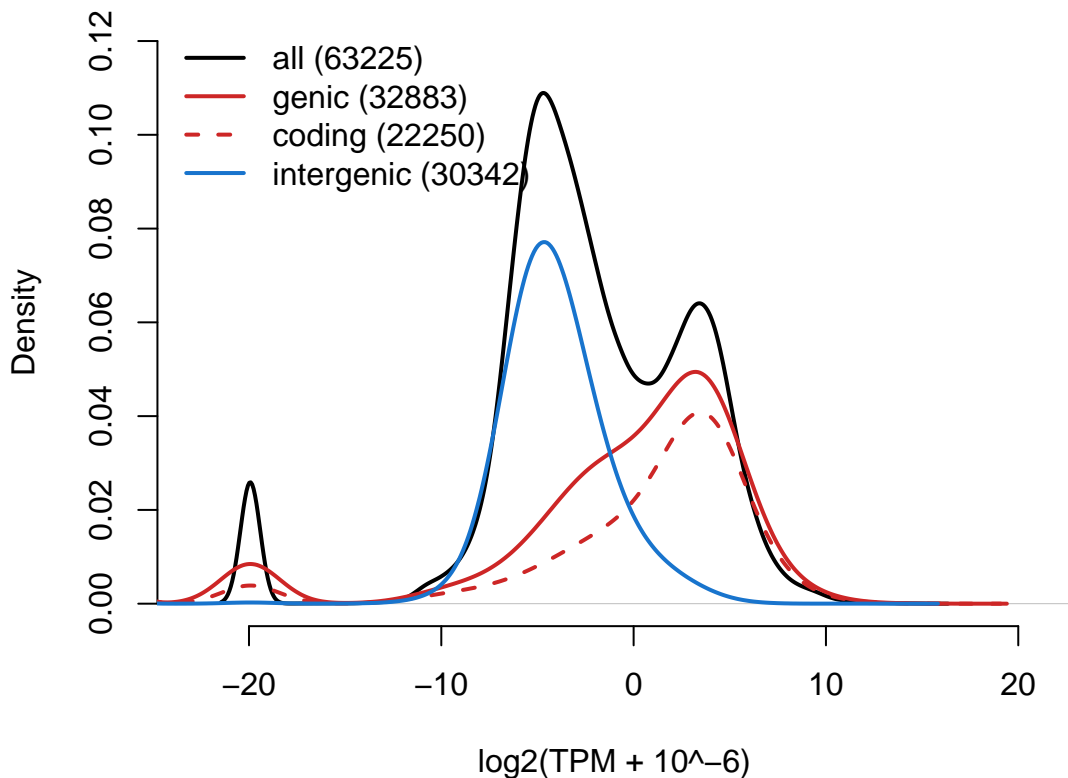 0.12
0.10
0.08
0.06
0.04
0.02
0.00
Density
all (63225)
genic (32883)
coding (22250)
intergenic (30342)
−20 −10 0 10 20
log2(TPM + 10^−6)